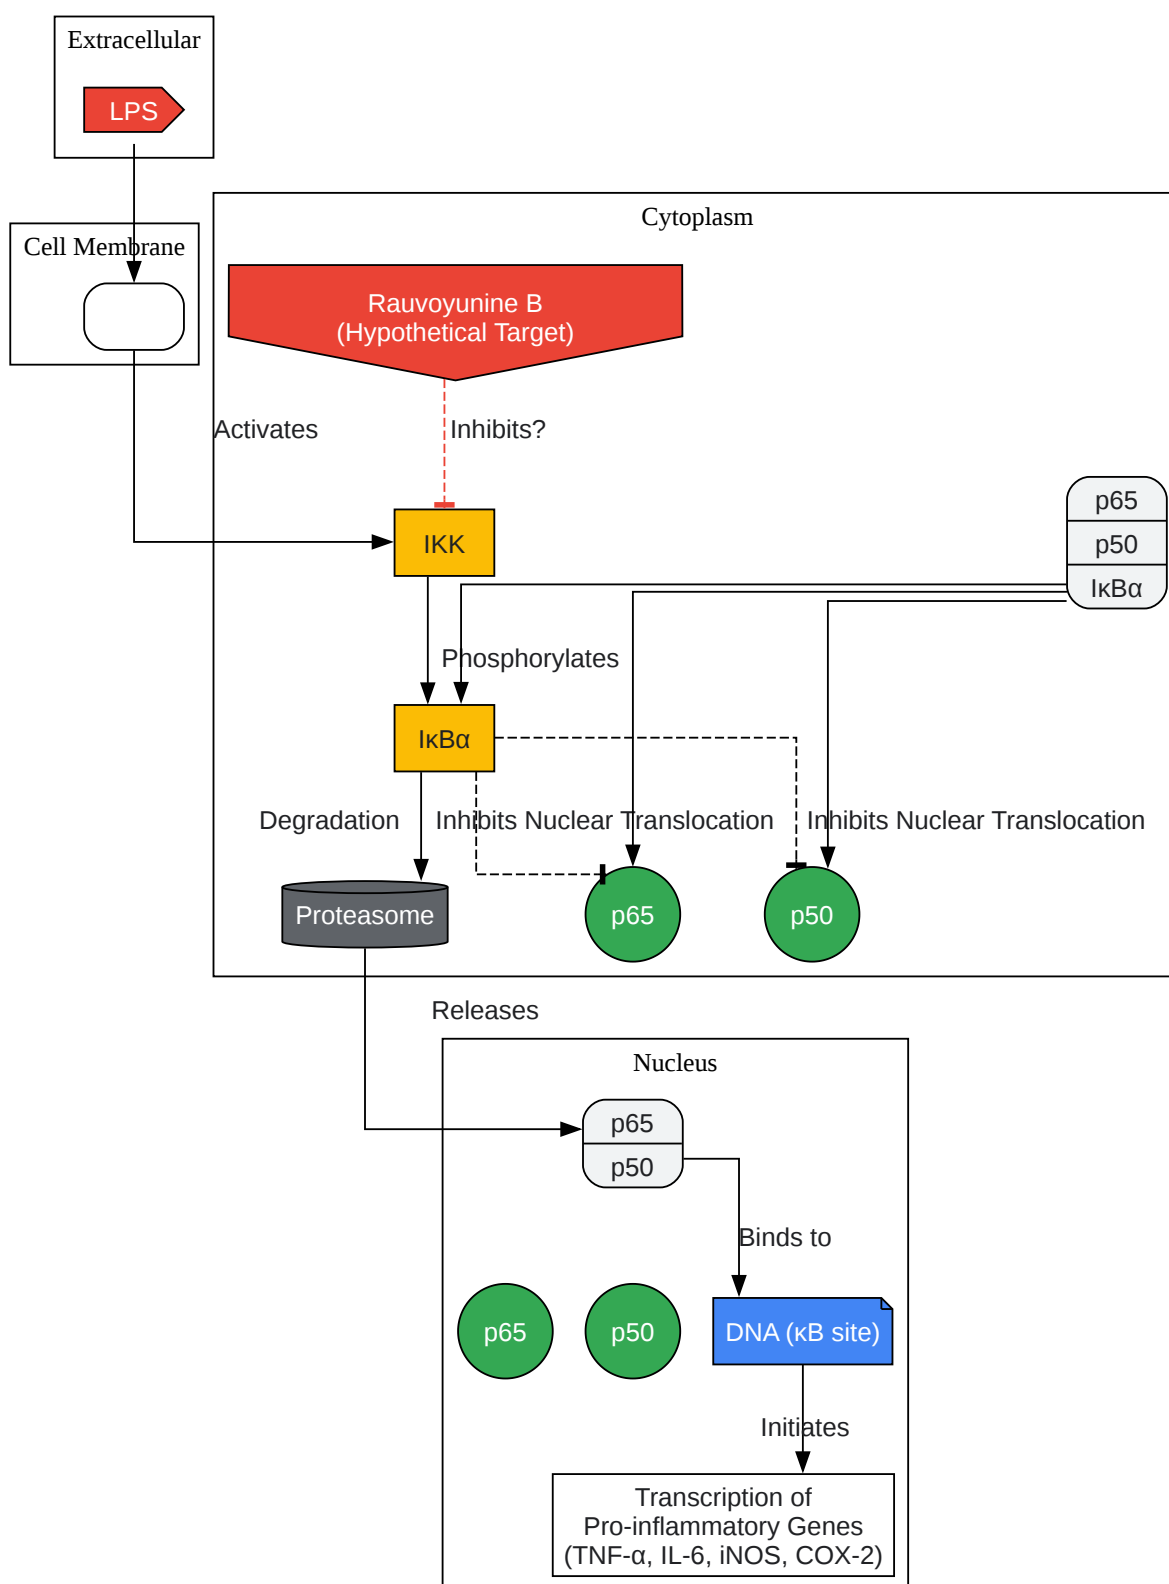 Extracellular
LPS
Cytoplasm
Cell Membrane
Rauvoyunine B
(Hypothetical Target)
Activates
Inhibits?
p65
p50
IκBα
IKK
Phosphorylates
IκBα
Degradation
Inhibits Nuclear Translocation
Inhibits Nuclear Translocation
Proteasome
p65
p50
Releases
Nucleus
p65
p50
Binds to
p65
p50
DNA (κB site)
Initiates
Transcription of
Pro-inflammatory Genes
(TNF-α, IL-6, iNOS, COX-2)